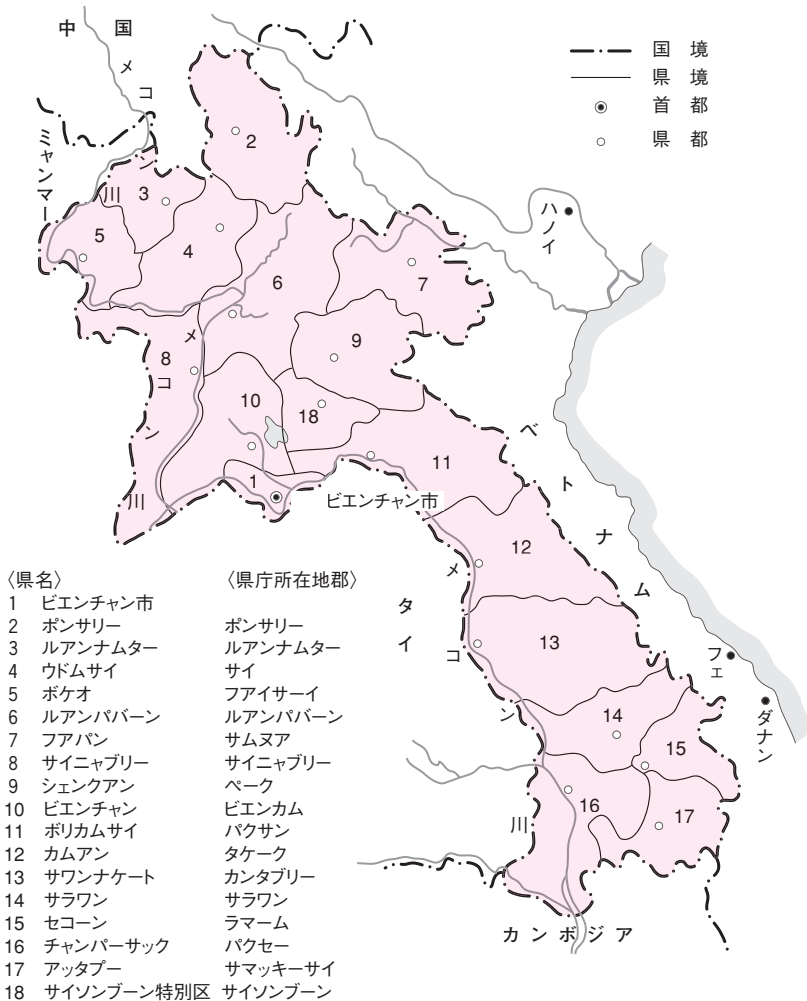 中国
メコン川
ミャンマー
国境
県境
首都
県都
ハノイ
2
3
5
4
6
7
メコン川
8
9
10
18
11
1
ビエンチャン市
ベトナム
12
メコン川
タイ
13
フエ
ダナン
14
15
16
17
カンボジア
〈県名〉 〈県庁所在地郡〉
1 ビエンチャン市
2 ポンサリー ポンサリー
3 ルアンナムター ルアンナムター
4 ウドムサイ サイ
5 ボケオ フアイサーイ
6 ルアンパバーン ルアンパバーン
7 フアパン サムヌア
8 サイニャブリー サイニャブリー
9 シェンクアン ペーク
10 ビエンチャン ビエンカム
11 ボリカムサイ パクサン
12 カムアン タケーク
13 サワンナケート カンタブリー
14 サラワン サラワン
15 セコーン ラマーム
16 チャンパーサック パクセー
17 アッタプー サマッキーサイ
18 サイソンブーン特別区 サイソンブーン